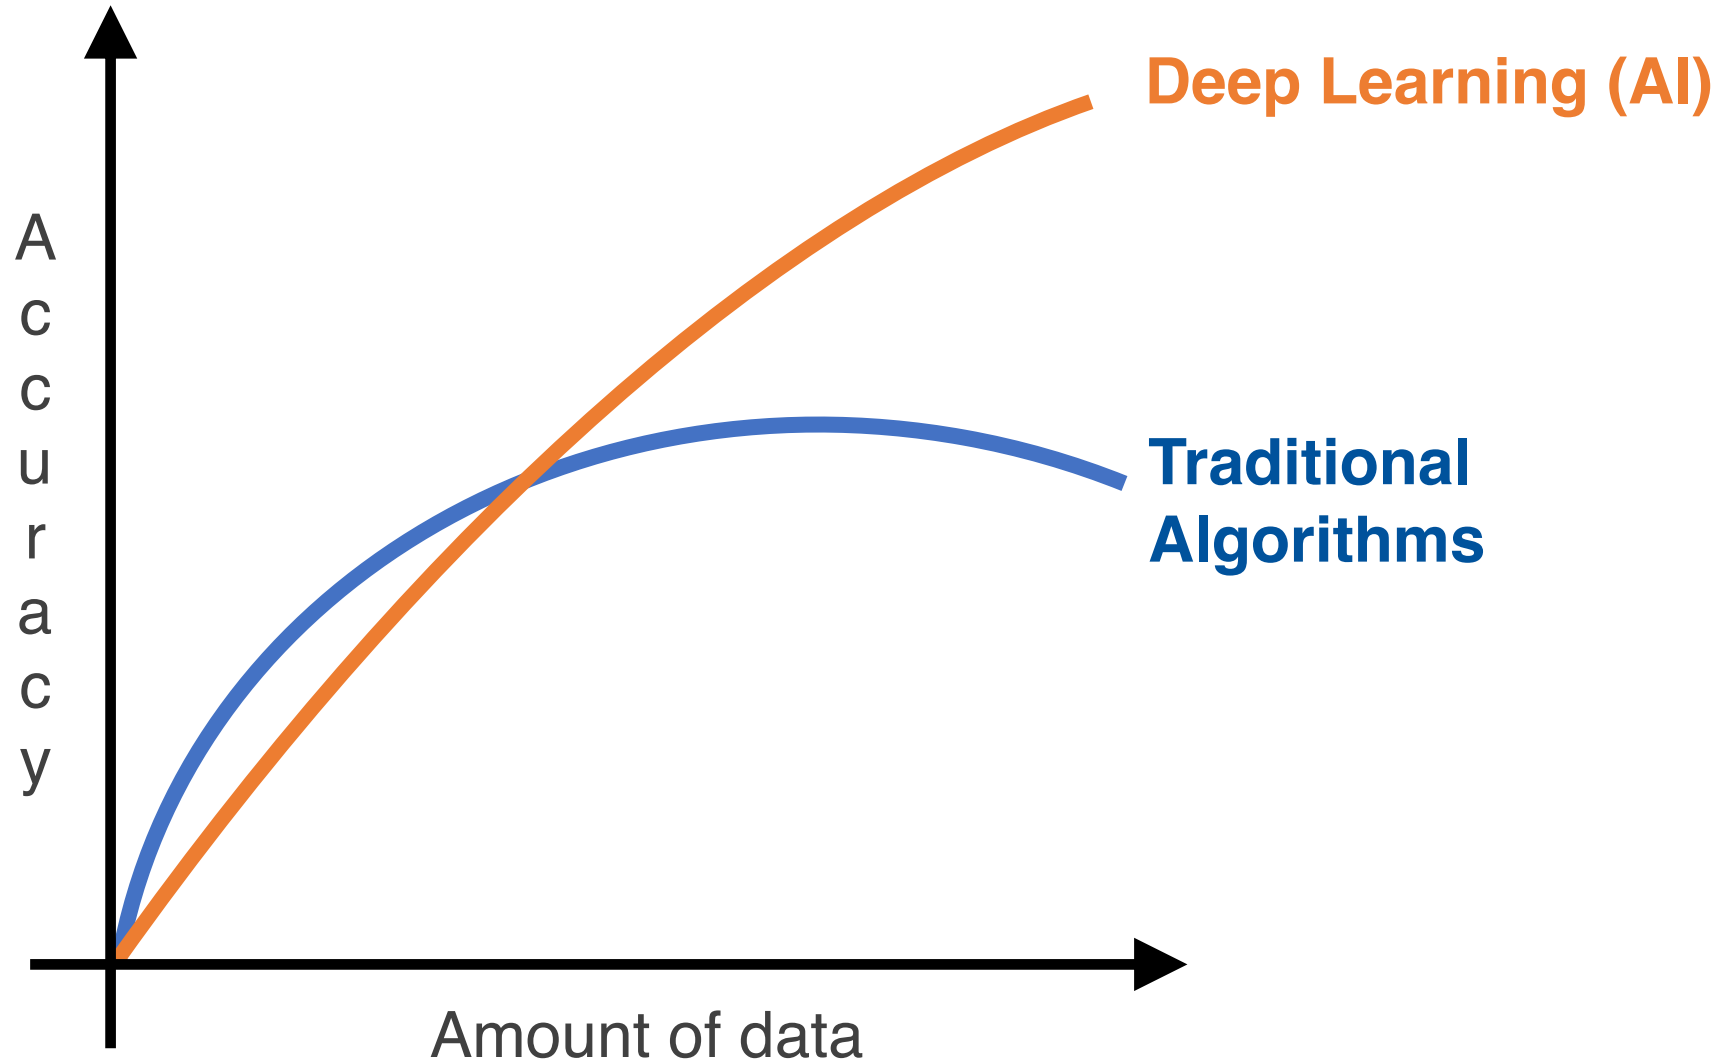 Deep Learning (AI)
Accuracy
Traditional
Algorithms
Amount of data